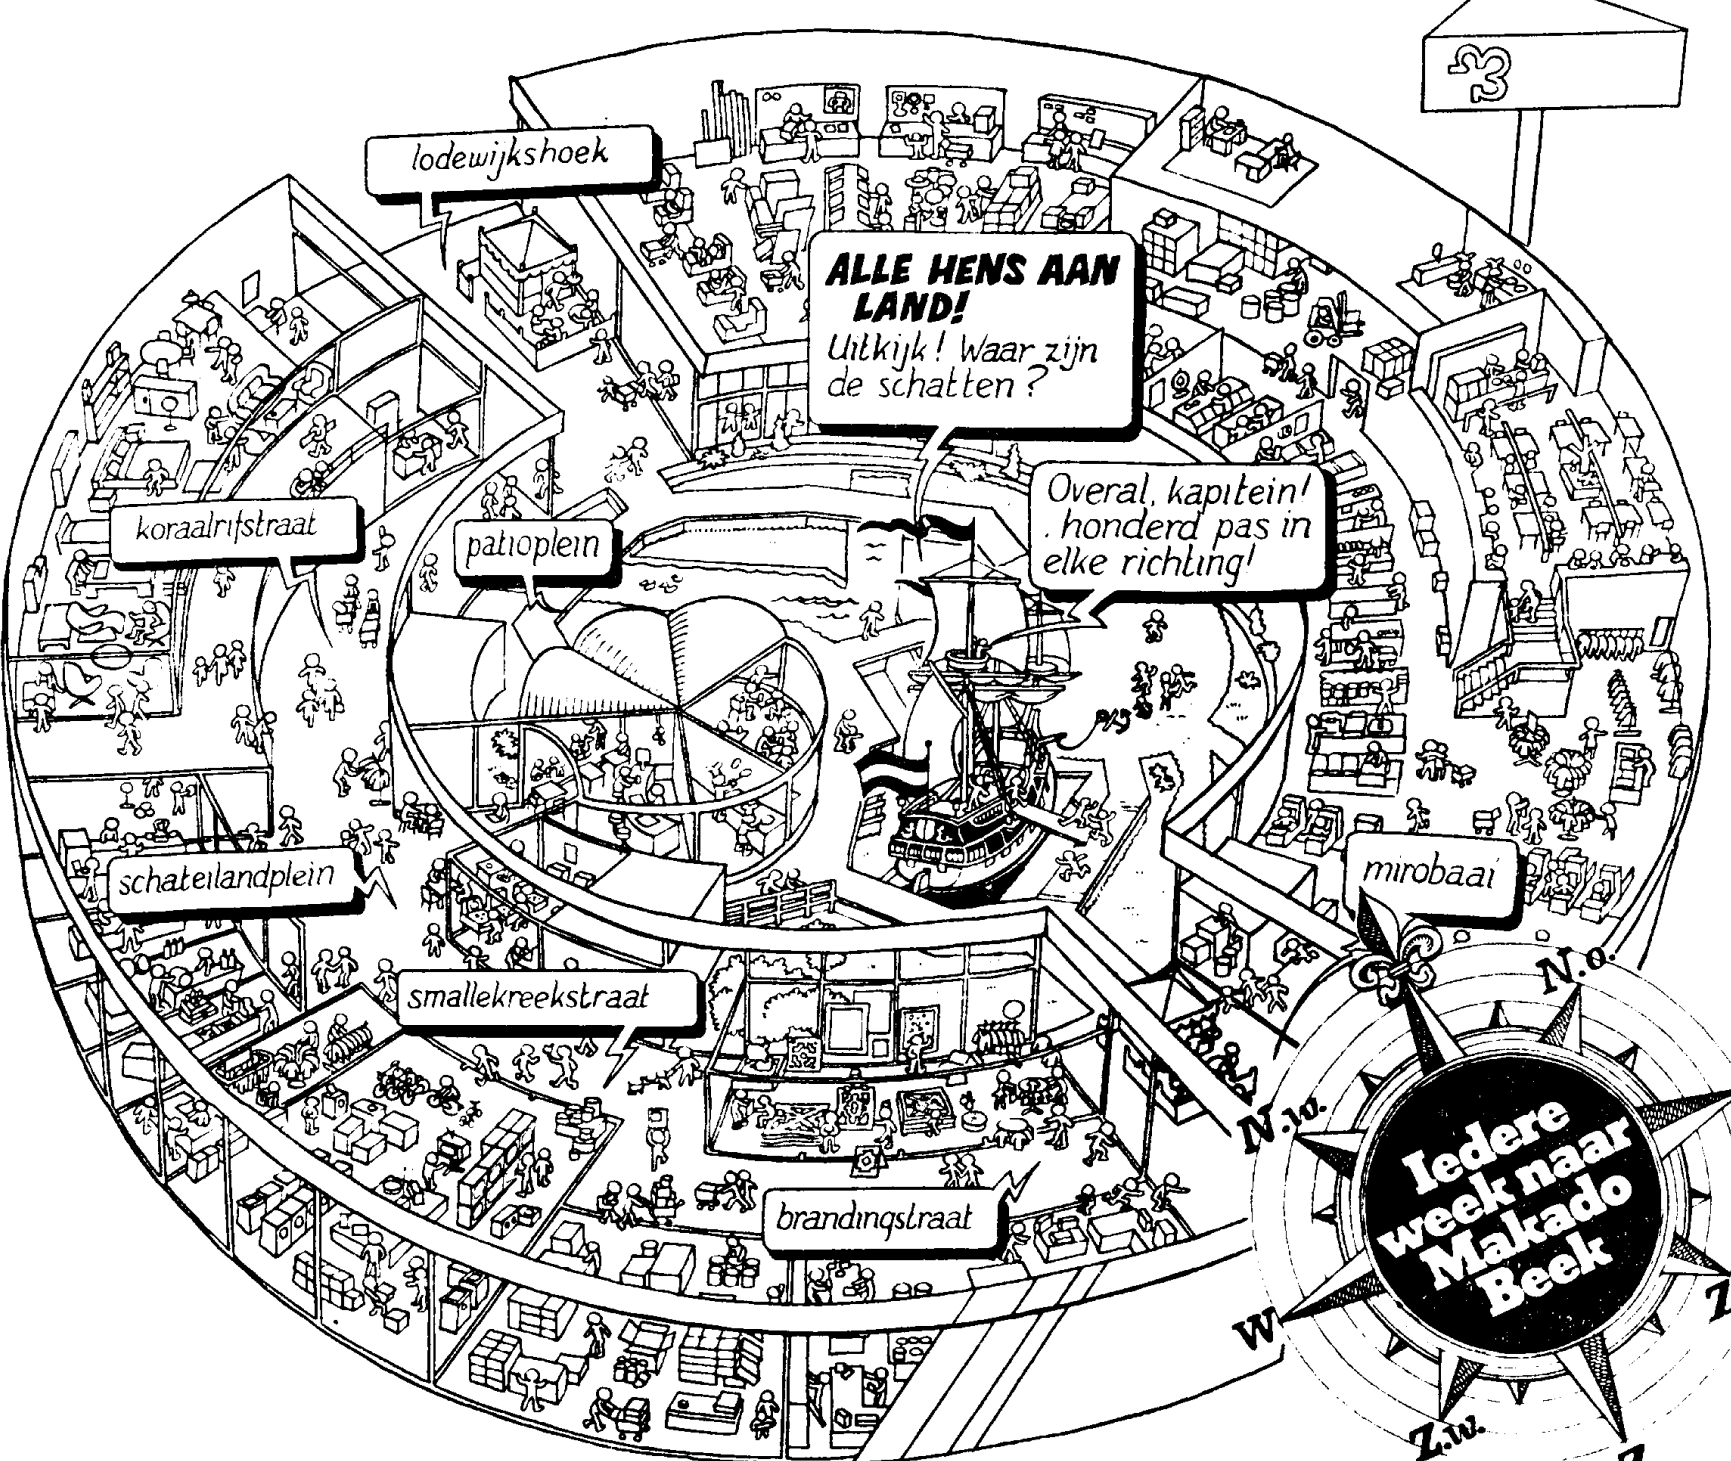 lodewijkshoek
ALLE HENS AAN
LAND!
Uitkijk! Waar zijn
de schatten?
Overal, kapitein!
. honderd pas in
elke richting!
koraalrifstraat
patioplein
schateilandplein
mirobaai
smallekreekstraat
brandingstraat
N.O.
N.W.
W
Z.W.
Z
Z
Iedere
week naar
Makado
Beek